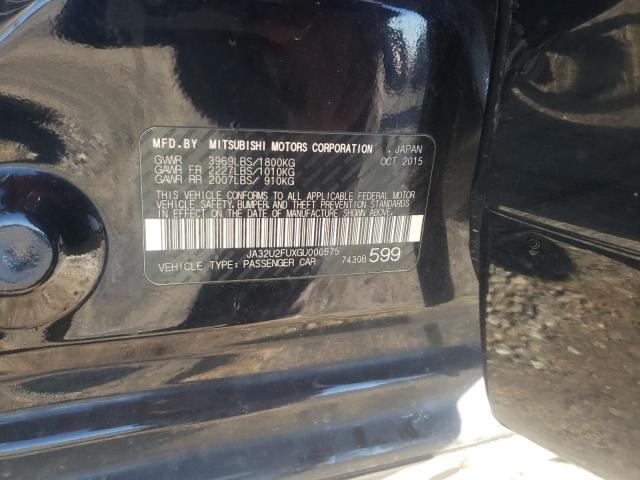 MFD.BY MITSUBISHI MOTORS CORPORATION , JAPAN
GVWR 3969LBS/1800KG OCT 2015
GAWR FR 2227LBS/1010KG
GAWR RR 2007LBS/ 910KG
THIS VEHICLE CONFORMS TO ALL APPLICABLE FEDERAL MOTOR
VEHICLE SAFETY, BUMPER AND THEFT PREVENTION STANDARDS
IN EFFECT ON THE DATE OF MANUFACTURE SHOWN ABOVE.
JA32U2FUXGU000575
VEHICLE TYPE: PASSENGER CAR 74308 599